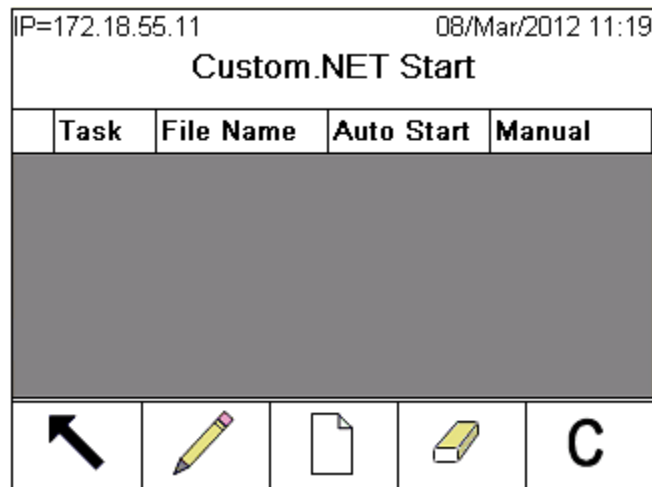 IP=172.18.55.11 08/Mar/2012 11:19
Custom.NET Start
Task File Name Auto Start Manual
C